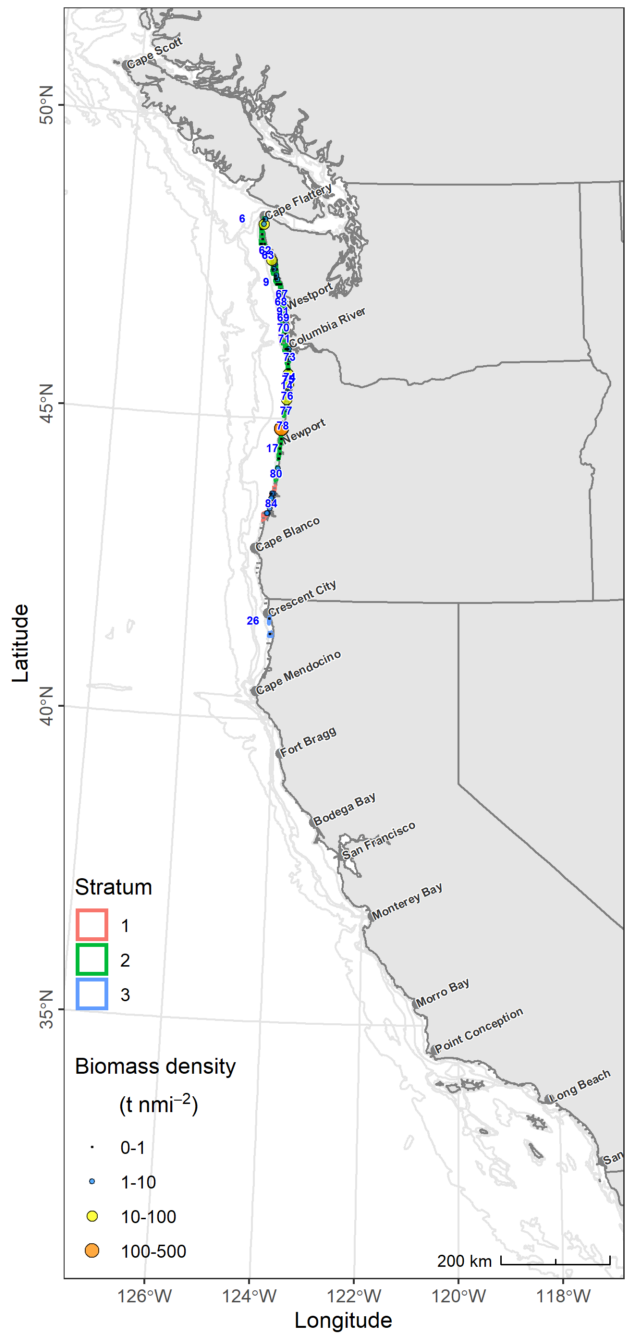 Cape Scott
50°N
Cape Flattery
6
62
63
9
67
Westport
68
69
70
Columbia River
71
73
74
14
76
45°N
77
78
Newport
17
80
84
Cape Blanco
Crescent City
26
Cape Mendocino
40°N
Fort Bragg
Bodega Bay
San Francisco
Monterey Bay
Morro Bay
35°N
Point Conception
Long Beach
San
Latitude
Stratum
1
2
3
Biomass density
(t nmi⁻²)
0-1
1-10
10-100
100-500
200 km
126°W
124°W
122°W
120°W
118°W
Longitude